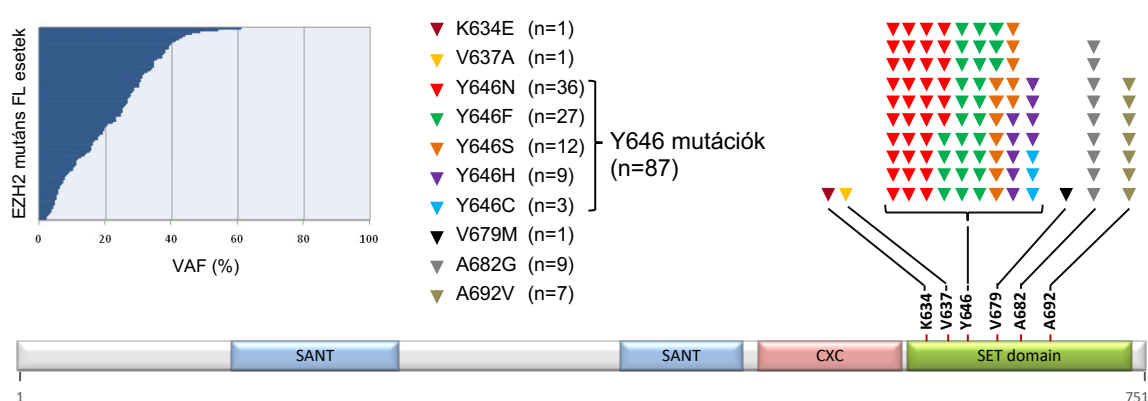 EZH2 mutáns FL esetek
0 20 40 60 80 100
VAF (%)
K634E (n=1)
V637A (n=1)
Y646N (n=36)
Y646F (n=27)
Y646S (n=12)
Y646H (n=9)
Y646C (n=3)
V679M (n=1)
A682G (n=9)
A692V (n=7)
Y646 mutációk
(n=87)
K634
V637
Y646
V679
A682
A692
SANT SANT CXC SET domain
1 751